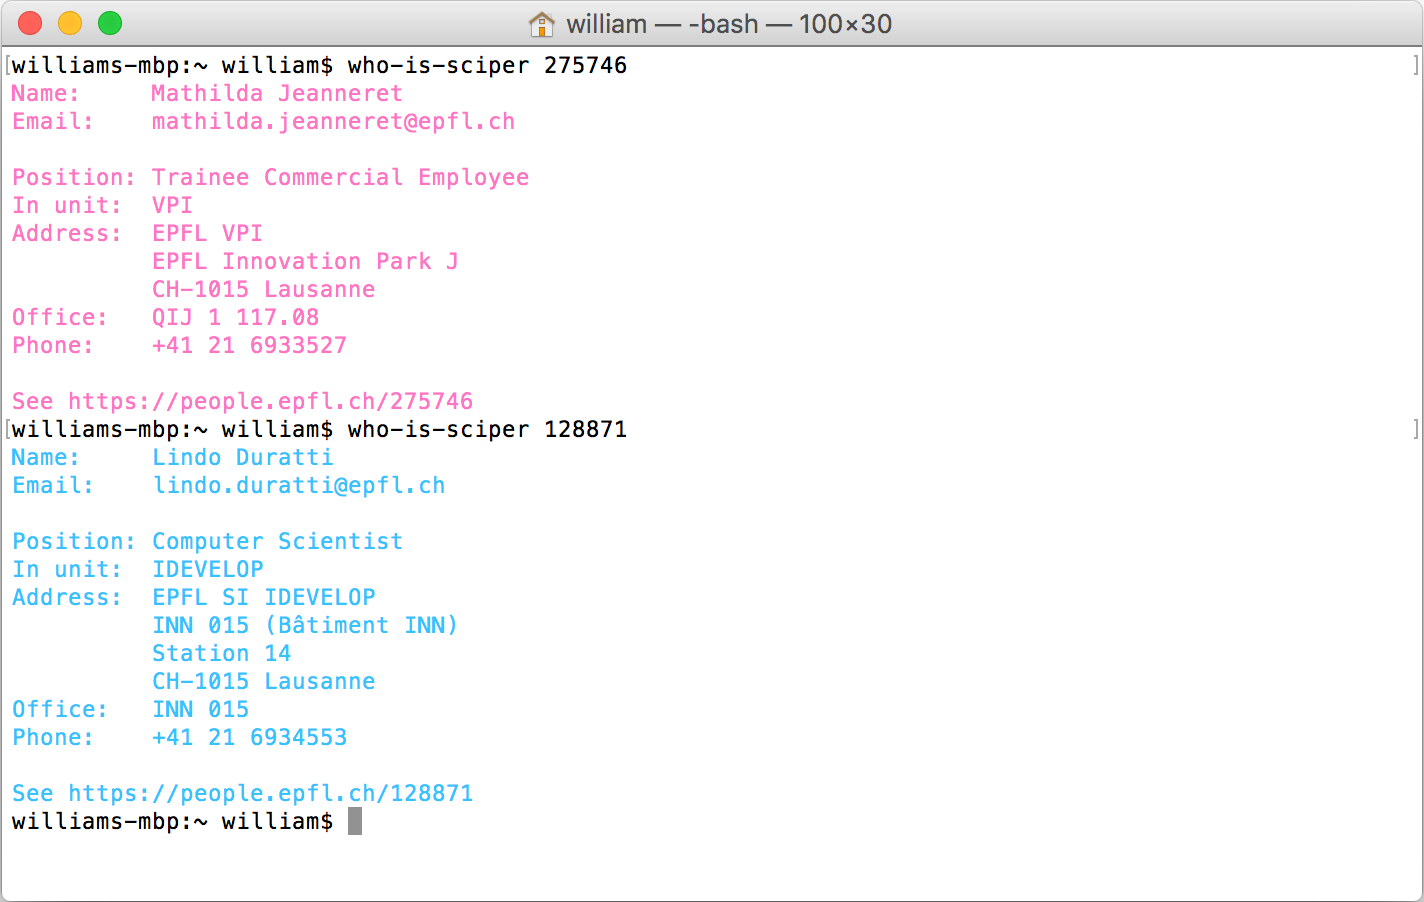 william — -bash — 100×30
williams-mbp:~ william$ who-is-sciper 275746
Name:     Mathilda Jeanneret
Email:    mathilda.jeanneret@epfl.ch
Position: Trainee Commercial Employee
In unit:  VPI
Address:  EPFL VPI
          EPFL Innovation Park J
          CH-1015 Lausanne
Office:   QIJ 1 117.08
Phone:    +41 21 6933527
See https://people.epfl.ch/275746
williams-mbp:~ william$ who-is-sciper 128871
Name:     Lindo Duratti
Email:    lindo.duratti@epfl.ch
Position: Computer Scientist
In unit:  IDEVELOP
Address:  EPFL SI IDEVELOP
          INN 015 (Bâtiment INN)
          Station 14
          CH-1015 Lausanne
Office:   INN 015
Phone:    +41 21 6934553
See https://people.epfl.ch/128871
williams-mbp:~ william$